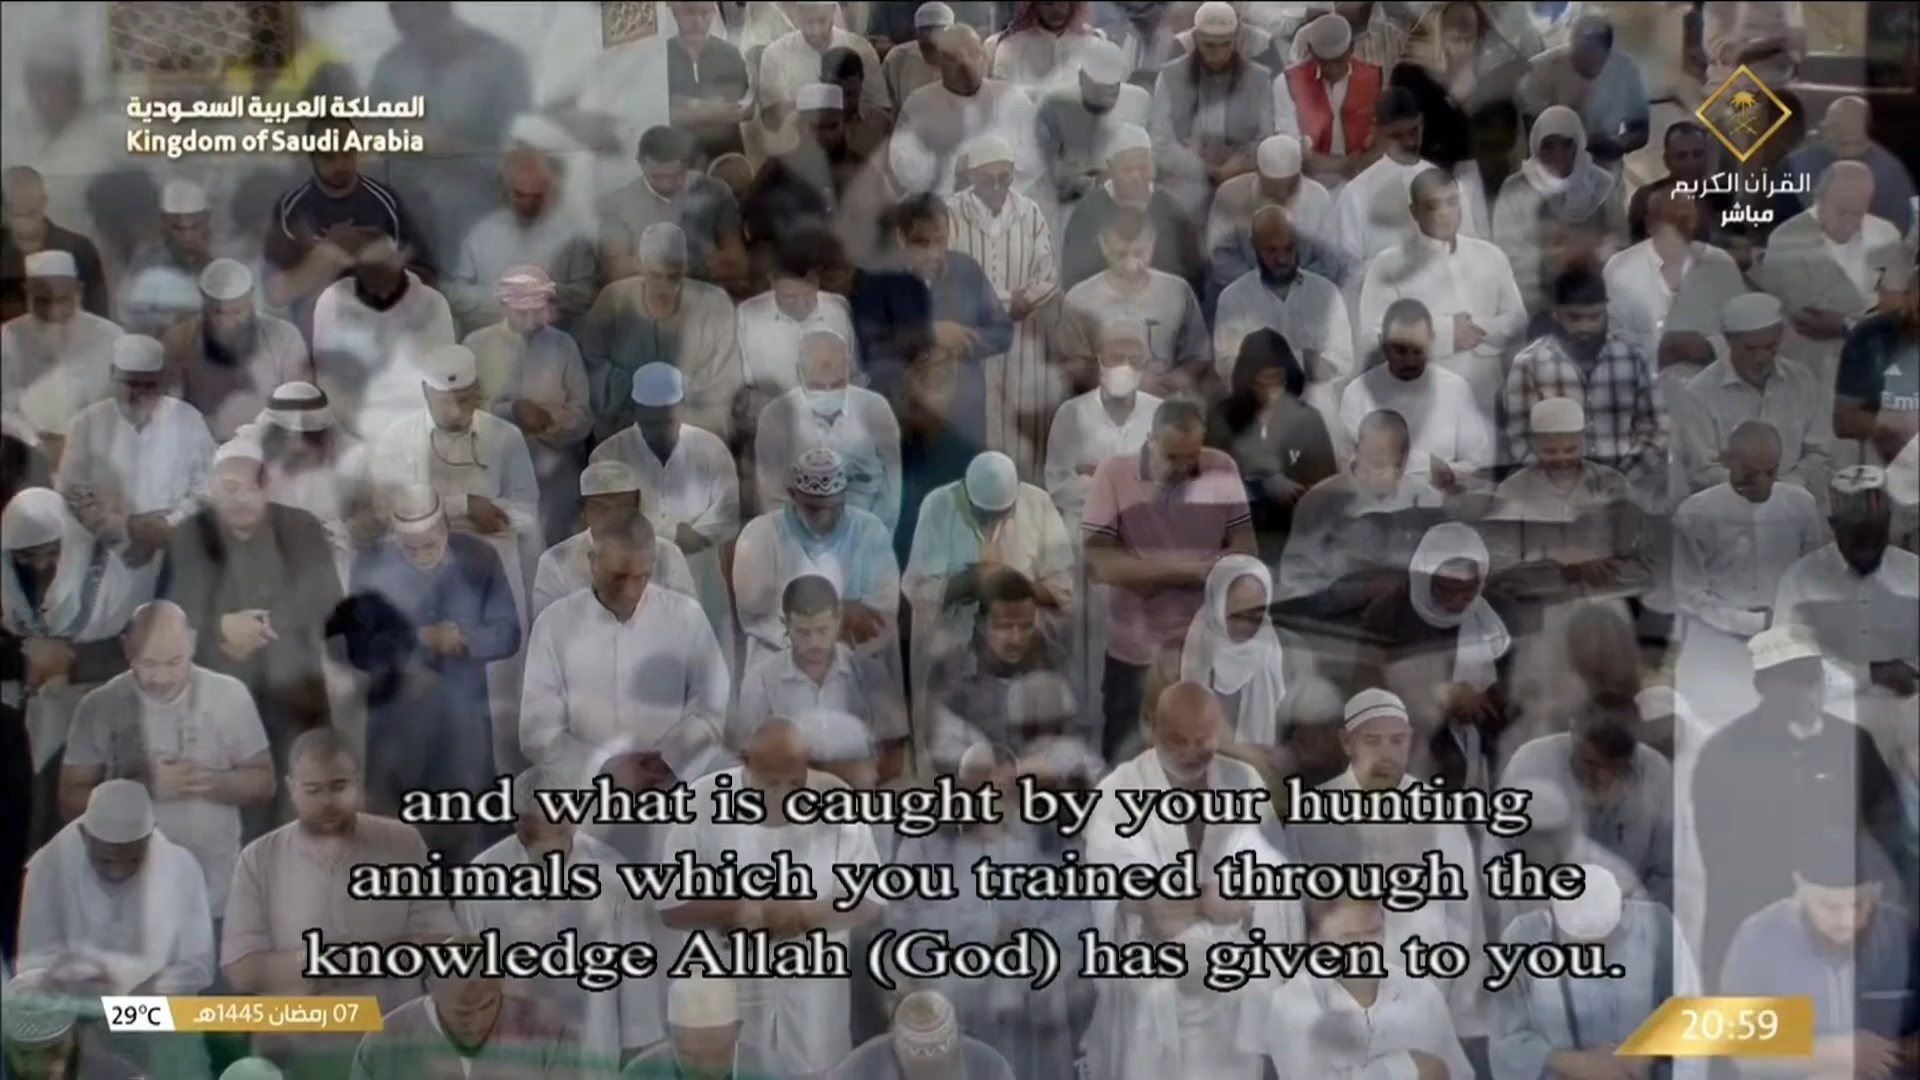 المملكة العربية السعودية
Kingdom of Saudi Arabia
القرآن الكريم
مباشر
and what is caught by your hunting
animals which you trained through the
knowledge Allah (God) has given to you.
29°C
07 رمضان 1445هـ
20:59